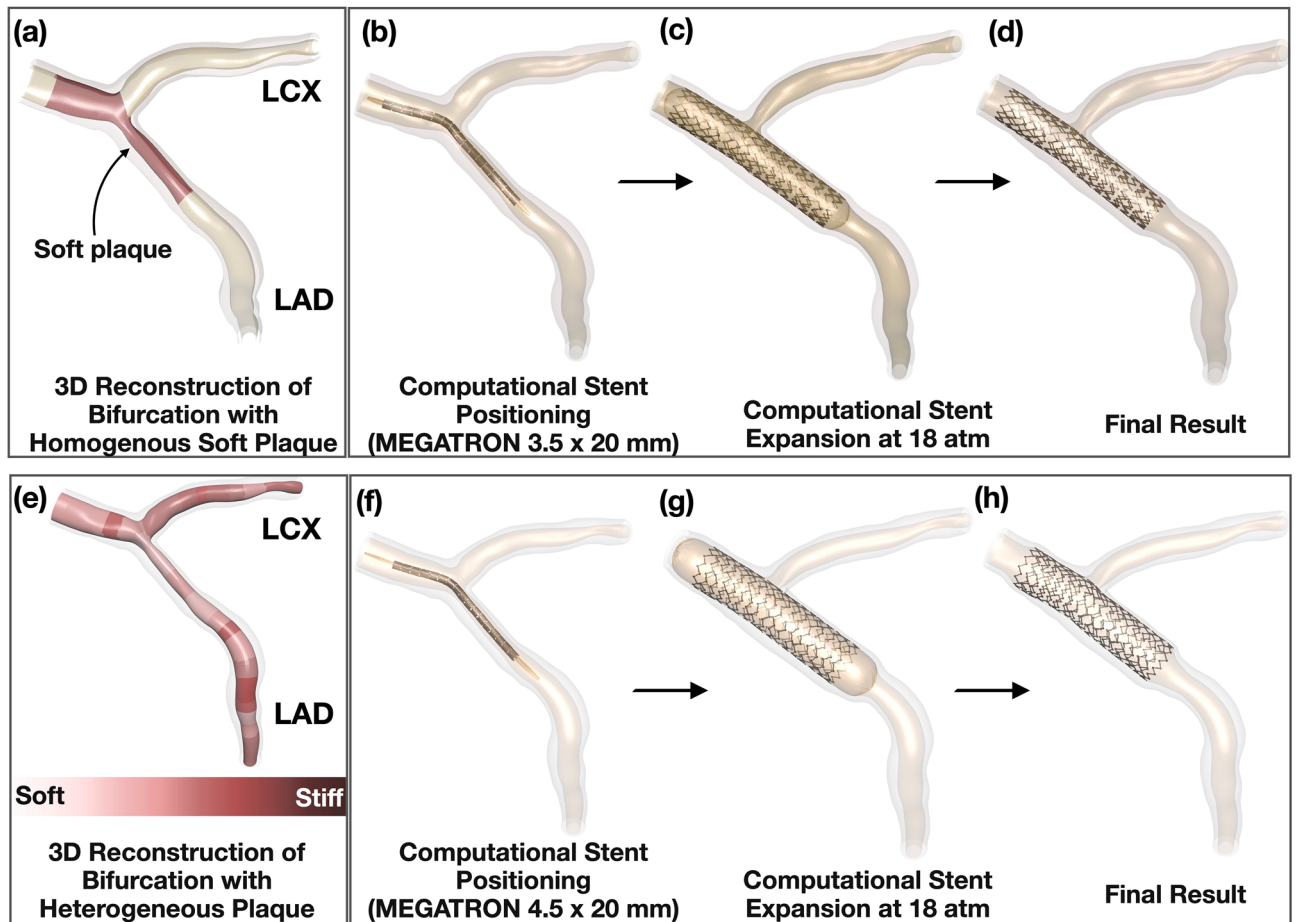 (a)
LCX
Soft plaque
LAD
3D Reconstruction of
Bifurcation with
Homogenous Soft Plaque
(b)
(c)
(d)
Computational Stent
Positioning
(MEGATRON 3.5 x 20 mm)
Computational Stent
Expansion at 18 atm
Final Result
(e)
LCX
LAD
Soft
Stiff
3D Reconstruction of
Bifurcation with
Heterogeneous Plaque
(f)
(g)
(h)
Computational Stent
Positioning
(MEGATRON 4.5 x 20 mm)
Computational Stent
Expansion at 18 atm
Final Result